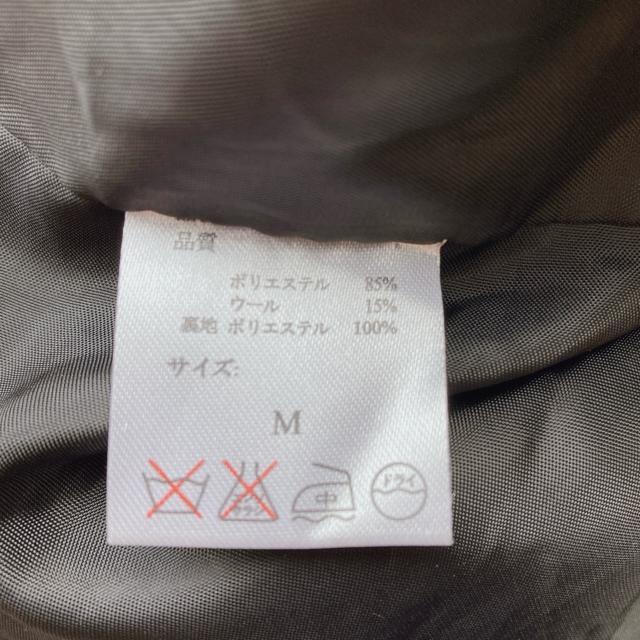 品質
ポリエステル 85%
ウール 15%
裏地 ポリエステル 100%
サイズ:
M
中 ドライ